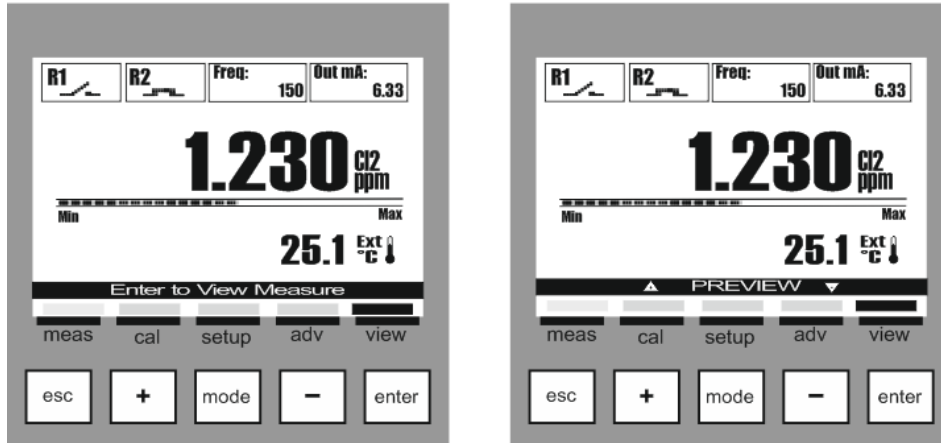 R1 R2 Freq: 150 Out mA: 6.33
1.230 Cl2 ppm
Min Max
25.1 Ext °C
Enter to View Measure
meas cal setup adv view
esc + mode − enter
R1 R2 Freq: 150 Out mA: 6.33
1.230 Cl2 ppm
Min Max
25.1 Ext °C
PREVIEW
meas cal setup adv view
esc + mode − enter